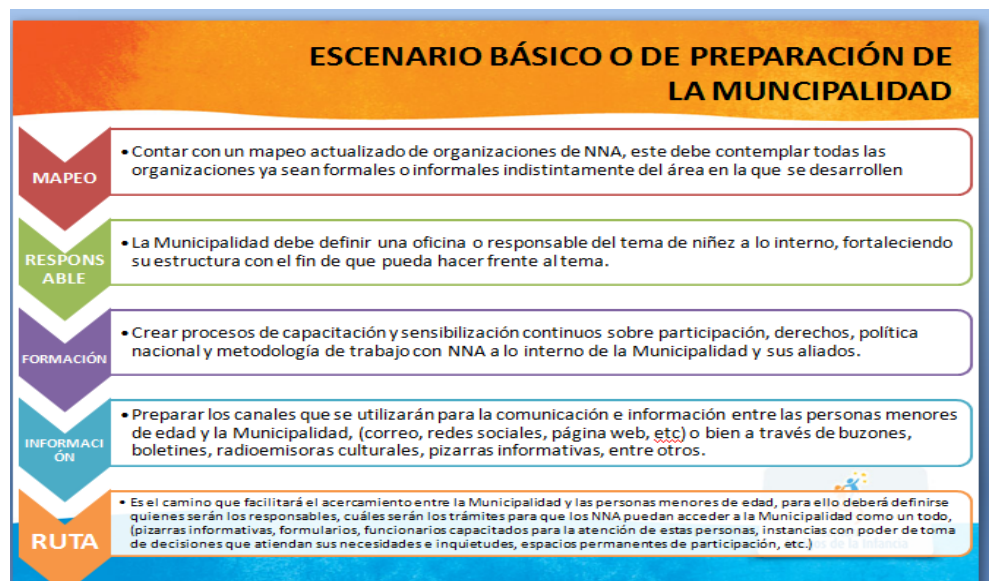 ESCENARIO BÁSICO O DE PREPARACIÓN DE
LA MUNCIPALIDAD
MAPEO
• Contar con un mapeo actualizado de organizaciones de NNA, este debe contemplar todas las
organizaciones ya sean formales o informales indistintamente del área en la que se desarrollen
RESPONS
ABLE
• La Municipalidad debe definir una oficina o responsable del tema de niñez a lo interno, fortaleciendo
su estructura con el fin de que pueda hacer frente al tema.
FORMACIÓN
• Crear procesos de capacitación y sensibilización continuos sobre participación, derechos, política
nacional y metodología de trabajo con NNA a lo interno de la Municipalidad y sus aliados.
INFORMACI
ÓN
• Preparar los canales que se utilizarán para la comunicación e información entre las personas menores
de edad y la Municipalidad, (correo, redes sociales, página web, etc) o bien a través de buzones,
boletines, radioemisoras culturales, pizarras informativas, entre otros.
RUTA
• Es el camino que facilitará el acercamiento entre la Municipalidad y las personas menores de edad, para ello deberá definirse
quienes serán los responsables, cuáles serán los trámites para que los NNA puedan acceder a la Municipalidad como un todo,
(pizarras informativas, formularios, funcionarios capacitados para la atención de estas personas, instancias con poder de toma
de decisiones que atiendan sus necesidades e inquietudes, espacios permanentes de participación, etc.)
de la Infancia